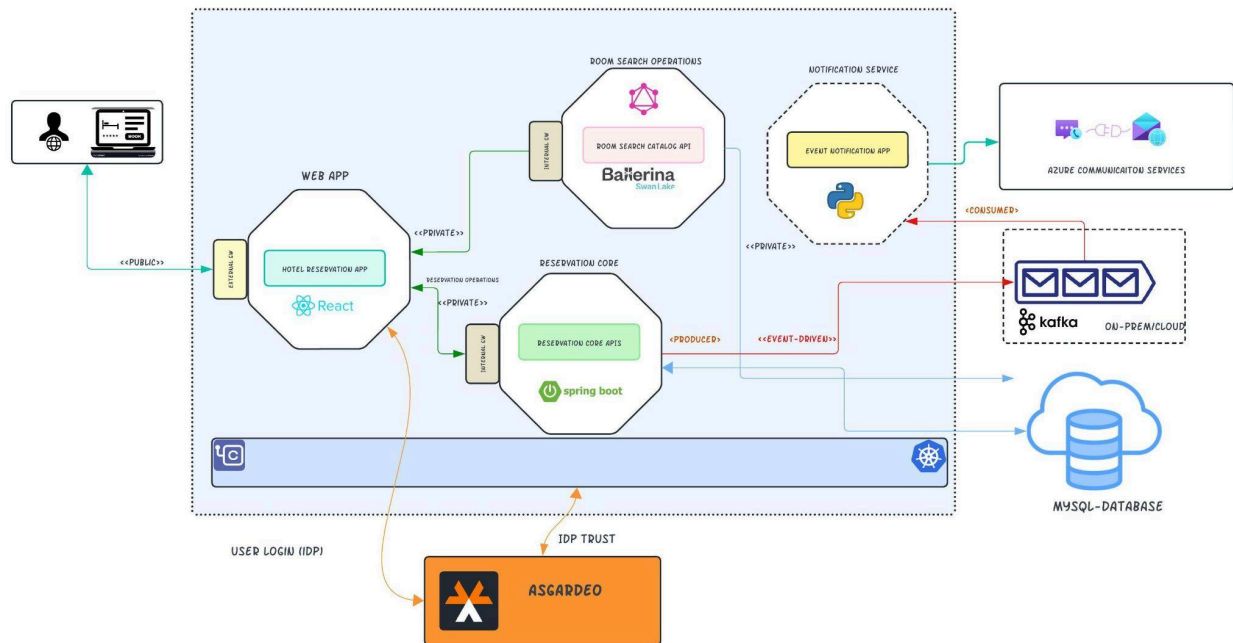 ROOM SEARCH OPERATIONS
NOTIFICATION SERVICE
ROOM SEARCH CATALOG API
Ballerina
Swan Lake
INTERNAL GW
EVENT NOTIFICATION APP
AZURE COMMUNICAITON SERVICES
WEB APP
<<PUBLIC>>
EXTERNAL GW
HOTEL RESERVATION APP
React
<<PRIVATE>>
RESERVATION OPERATIONS
<<PRIVATE>>
<<PRIVATE>>
<CONSUMER>
RESERVATION CORE
INTERNAL GW
RESERVATION CORE APIS
spring boot
<PRODUCER>
<<EVENT-DRIVEN>>
kafka
ON-PREM/CLOUD
C
MYSQL-DATABASE
USER LOGIN (IDP)
IDP TRUST
ASGARDEO